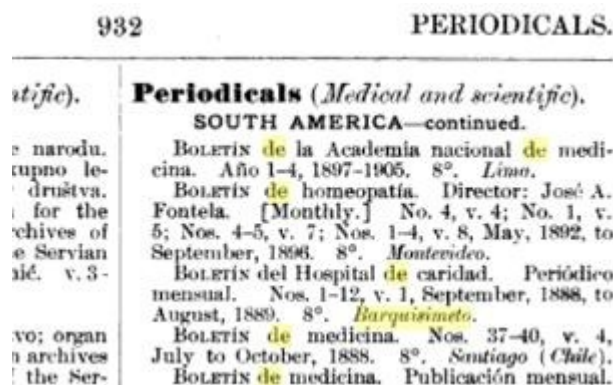 932 PERIODICALS.
ntific).
e narodu.
kupno le-
društva.
for the
rchives of
e Servian
v. 3-
vo; organ
n archives
f the Ser-
Periodicals (Medical and scientific).
SOUTH AMERICA—continued.
BOLETÍN de la Academia nacional de medi-
cina. Año 1-4, 1897-1905. 8°. Lima.
BOLETÍN de homeopatía. Director: José A.
Fontela. [Monthly.] No. 4, v. 4; No. 1, v.
5; Nos. 4-5, v. 7; Nos. 1-4, v. 8, May, 1892, to
September, 1896. 8°. Montevideo.
BOLETÍN del Hospital de caridad. Periódico
mensual. Nos. 1-12, v. 1, September, 1888, to
August, 1889. 8°. Barquisimeto.
BOLETÍN de medicina. Nos. 37-40, v. 4,
July to October, 1888. 8°. Santiago (Chile).
BOLETÍN de medicina. Publicación mensual